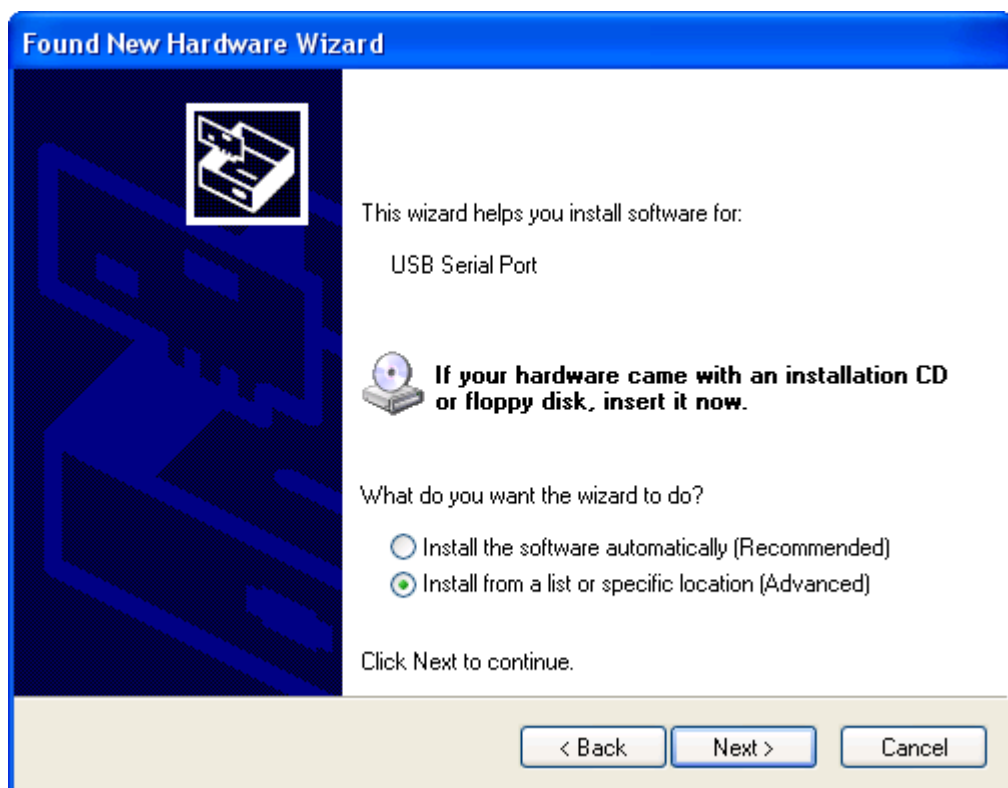 Found New Hardware Wizard
This wizard helps you install software for:
USB Serial Port
If your hardware came with an installation CD
or floppy disk, insert it now.
What do you want the wizard to do?
Install the software automatically (Recommended)
Install from a list or specific location (Advanced)
Click Next to continue.
< Back Next > Cancel